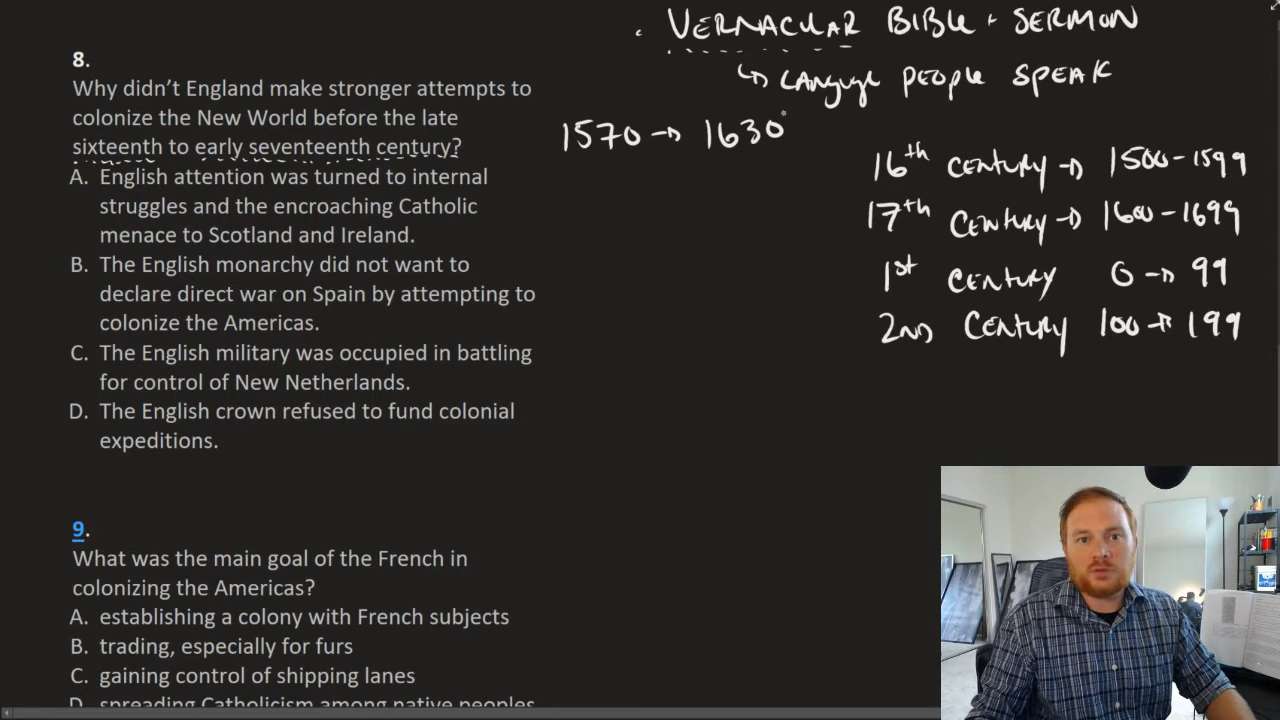 VERNACULAR BIBLE + SERMON
↳ LANGUGE PEOPLE SPEAK
8.
Why didn’t England make stronger attempts to
colonize the New World before the late
sixteenth to early seventeenth century?
A. English attention was turned to internal
struggles and the encroaching Catholic
menace to Scotland and Ireland.
B. The English monarchy did not want to
declare direct war on Spain by attempting to
colonize the Americas.
C. The English military was occupied in battling
for control of New Netherlands.
D. The English crown refused to fund colonial
expeditions.
1570 → 1630
16th CENTURY → 1500-1599
17th CENTURY → 1600-1699
1st CENTURY 0 → 99
2ND CENTURY 100 → 199
9.
What was the main goal of the French in
colonizing the Americas?
A. establishing a colony with French subjects
B. trading, especially for furs
C. gaining control of shipping lanes
D. spreading Catholicism among native peoples